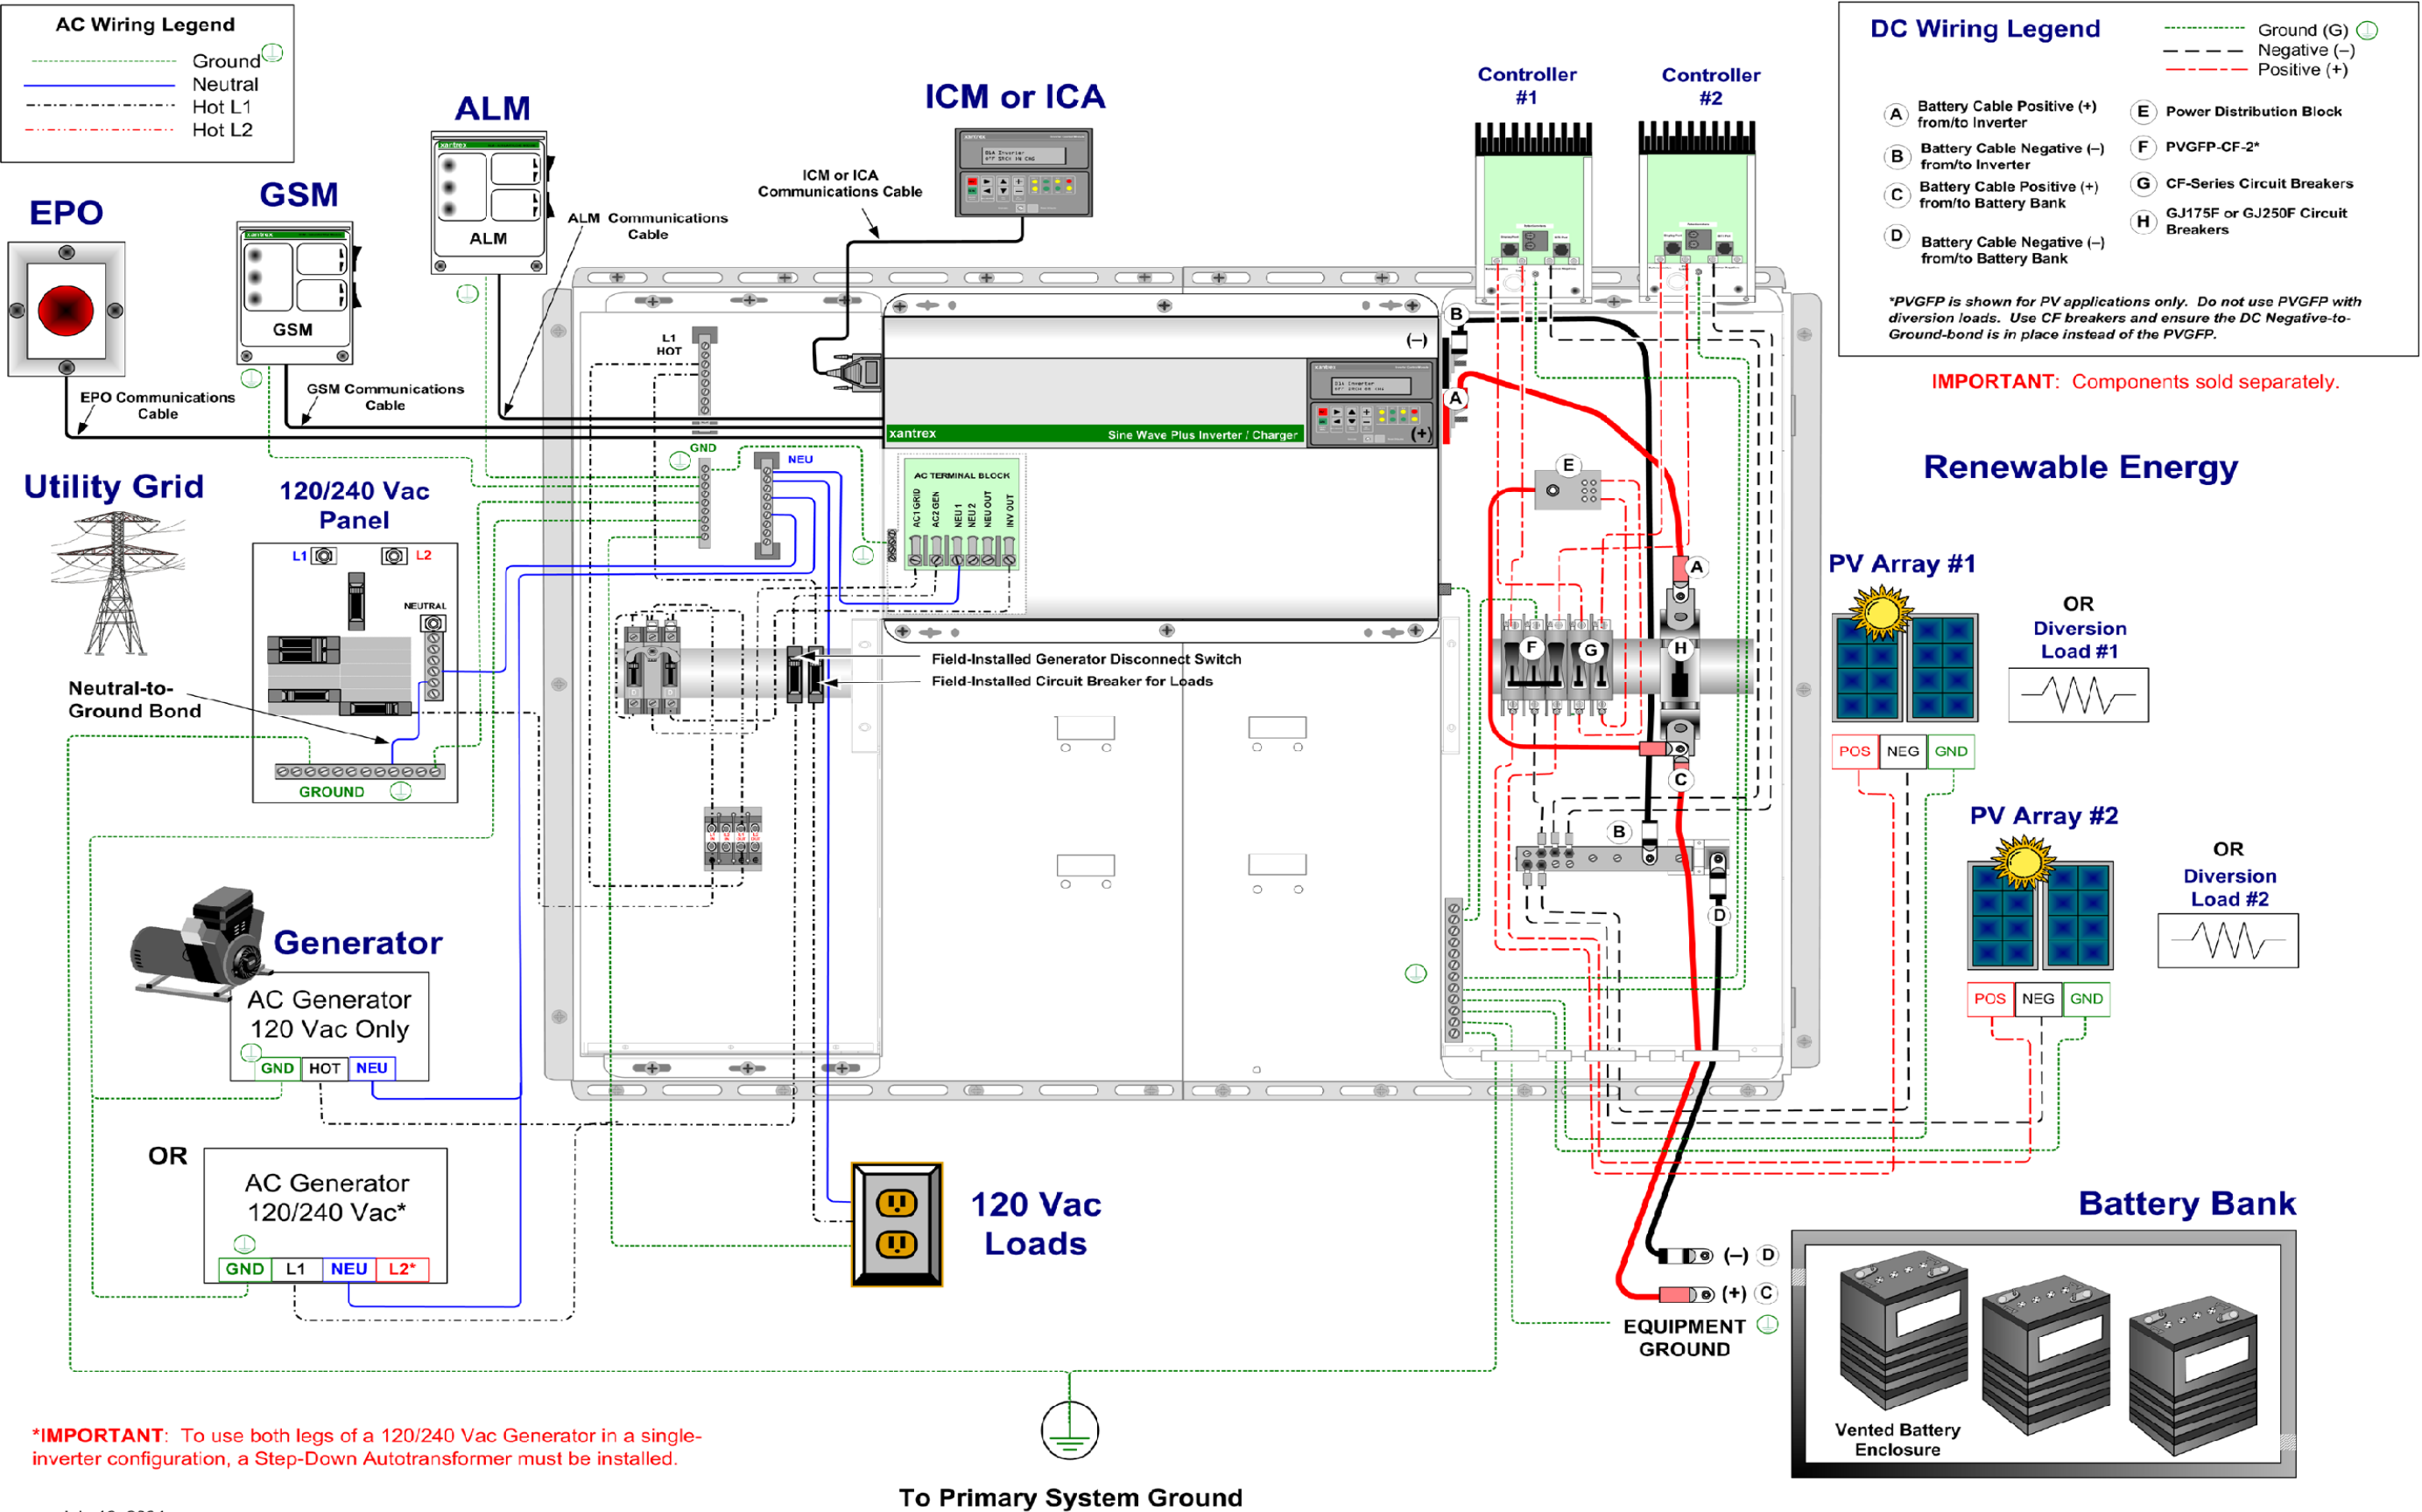 AC Wiring Legend
Ground
Neutral
Hot L1
Hot L2
DC Wiring Legend
Ground (G)
Negative (–)
Positive (+)
A Battery Cable Positive (+)
from/to Inverter
B Battery Cable Negative (–)
from/to Inverter
C Battery Cable Positive (+)
from/to Battery Bank
D Battery Cable Negative (–)
from/to Battery Bank
E Power Distribution Block
F PVGFP-CF-2*
G CF-Series Circuit Breakers
H GJ175F or GJ250F Circuit
Breakers
*PVGFP is shown for PV applications only. Do not use PVGFP with
diversion loads. Use CF breakers and ensure the DC Negative-to-
Ground-bond is in place instead of the PVGFP.
IMPORTANT: Components sold separately.
EPO
GSM
ALM
ICM or ICA
Controller
#1
Controller
#2
xantrex
ALM
GSM
ICM or ICA
Communications Cable
ALM Communications
Cable
GSM Communications
Cable
EPO Communications
Cable
L1
HOT
GND
NEU
(–)
B
A
xantrex
Sine Wave Plus Inverter / Charger
(+)
AC TERMINAL BLOCK
AC1 GRID
AC2 GEN
NEU 1
NEU 2
NEU OUT
INV OUT
E
A
F
G
H
C
B
D
Field-Installed Generator Disconnect Switch
Field-Installed Circuit Breaker for Loads
Utility Grid
120/240 Vac
Panel
L1
L2
NEUTRAL
Neutral-to-
Ground Bond
GROUND
Renewable Energy
PV Array #1
OR
Diversion
Load #1
POS
NEG
GND
PV Array #2
OR
Diversion
Load #2
POS
NEG
GND
Generator
AC Generator
120 Vac Only
GND
HOT
NEU
OR
AC Generator
120/240 Vac*
GND
L1
NEU
L2*
120 Vac
Loads
Battery Bank
(–) D
(+) C
EQUIPMENT
GROUND
Vented Battery
Enclosure
*IMPORTANT: To use both legs of a 120/240 Vac Generator in a single-
inverter configuration, a Step-Down Autotransformer must be installed.
To Primary System Ground